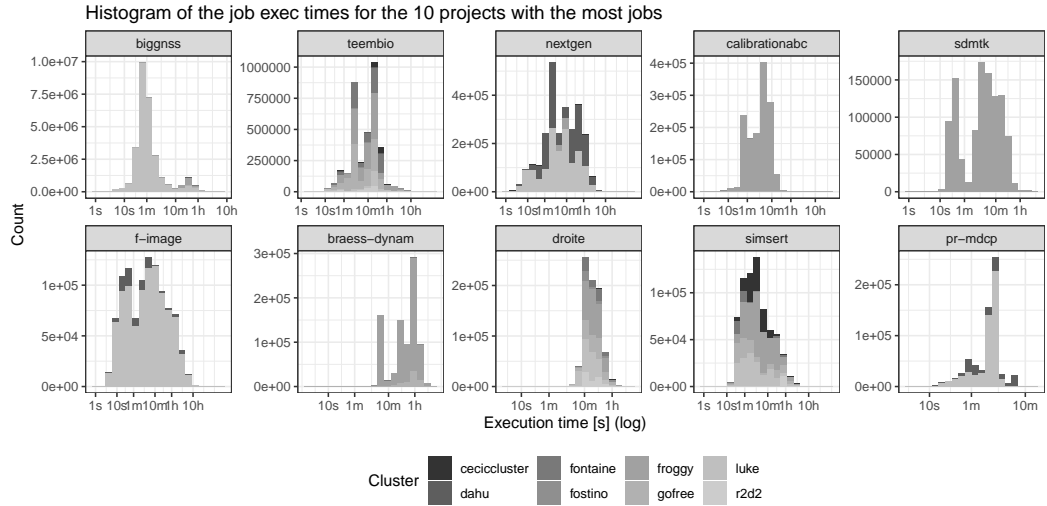 Histogram of the job exec times for the 10 projects with the most jobs
biggnss teembio nextgen calibrationabc sdmtk
1.0e+07 7.5e+06 5.0e+06 2.5e+06 0.0e+00
1000000 750000 500000 250000 0
4e+05 2e+05 0e+00
4e+05 3e+05 2e+05 1e+05 0e+00
150000 100000 50000 0
1s 10s 1m 10m 1h 10h
1s 10s1m 10m1h 10h
1s 10s1m 10m1h 10h
1s 10s 1m 10m 1h 10h
1s 10s 1m 10m 1h 10h
Count
f−image braess−dynam droite simsert pr−mdcp
1e+05 5e+04 0e+00
3e+05 2e+05 1e+05 0e+00
2e+05 1e+05 0e+00
1e+05 5e+04 0e+00
2e+05 1e+05 0e+00
1s 10s1m 10m1h 10h
10s 1m 10m 1h
10s 1m 10m 1h
1s 10s 1m 10m1h 10h
10s 1m 10m
Execution time [s] (log)
Cluster
ceciccluster fontaine froggy luke
dahu fostino gofree r2d2